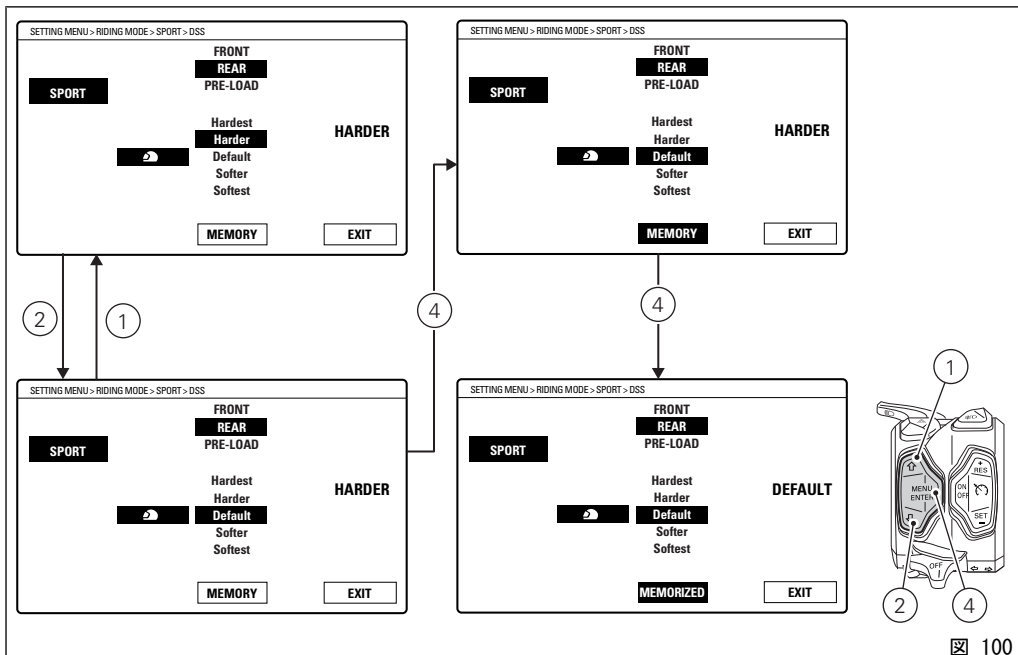 SETTING MENU > RIDING MODE > SPORT > DSS
FRONT
REAR
PRE-LOAD
SPORT
Hardest
Harder
Default
Softer
Softest
HARDER
MEMORY
EXIT
SETTING MENU > RIDING MODE > SPORT > DSS
FRONT
REAR
PRE-LOAD
SPORT
Hardest
Harder
Default
Softer
Softest
HARDER
MEMORY
EXIT
2
1
4
4
SETTING MENU > RIDING MODE > SPORT > DSS
FRONT
REAR
PRE-LOAD
SPORT
Hardest
Harder
Default
Softer
Softest
HARDER
MEMORY
EXIT
SETTING MENU > RIDING MODE > SPORT > DSS
FRONT
REAR
PRE-LOAD
SPORT
Hardest
Harder
Default
Softer
Softest
DEFAULT
MEMORIZED
EXIT
1
MENU
ENTER
+
RES
ON
OFF
SET
-
OFF
2
4
図 100